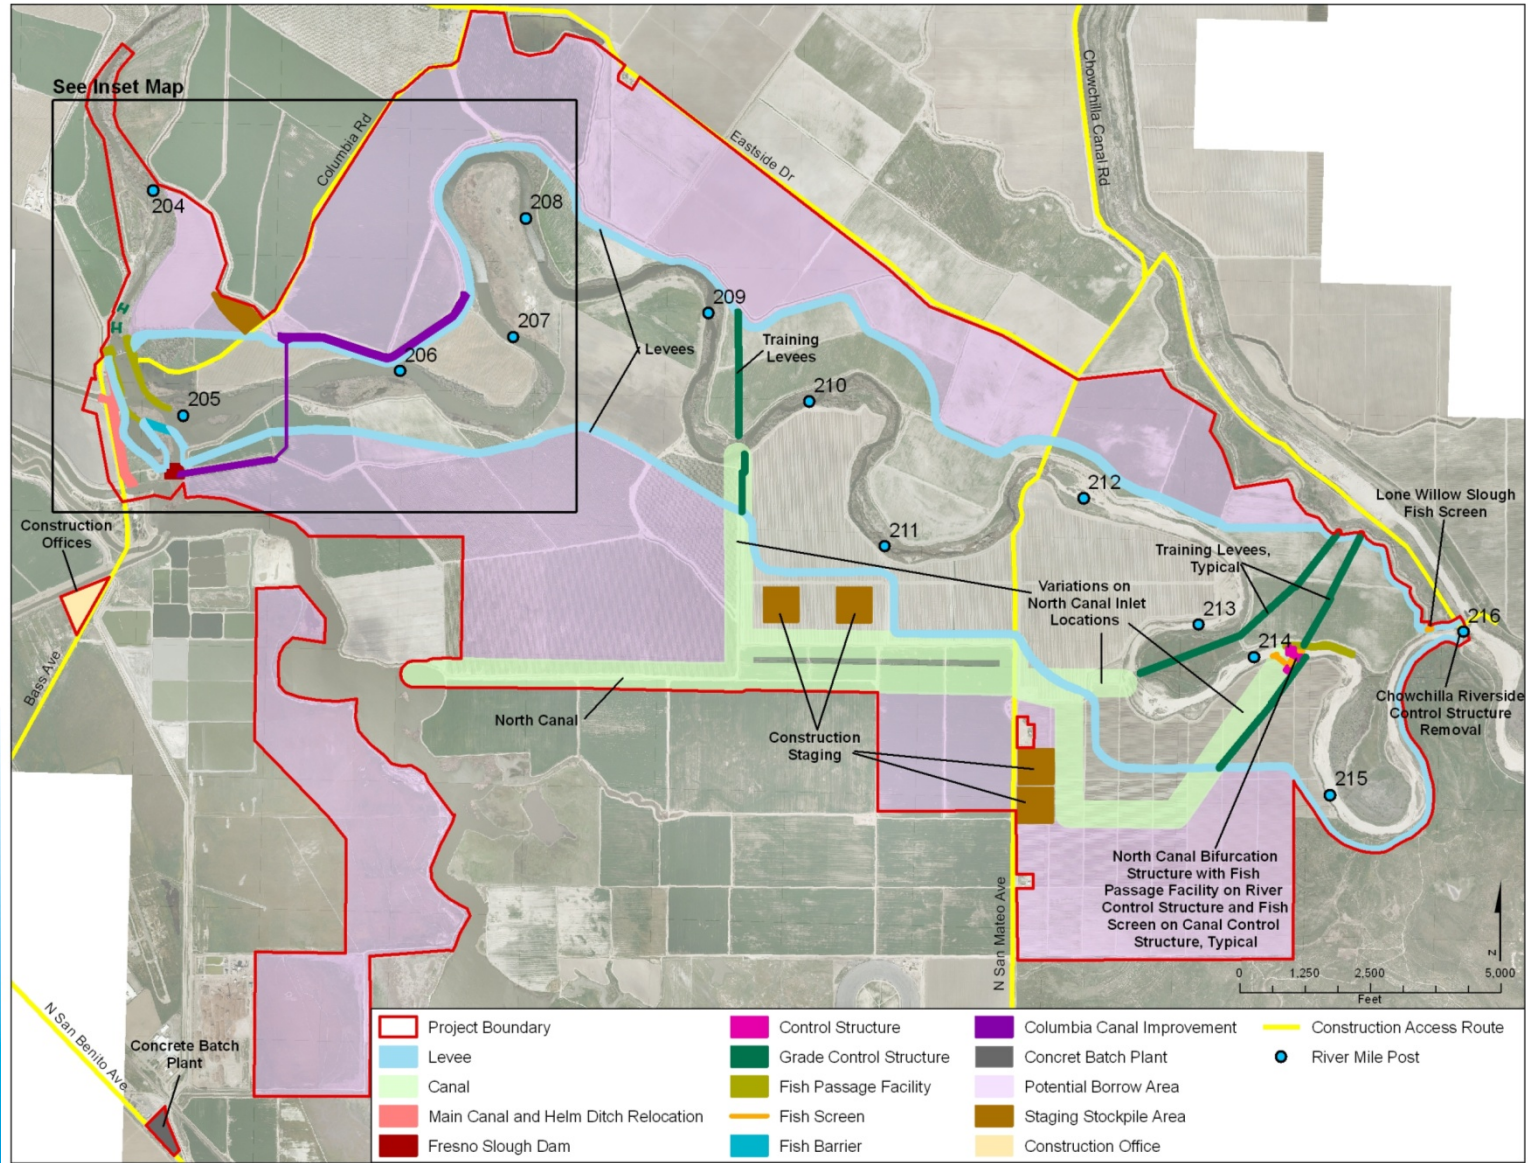 See Inset Map
Columbia Rd
Eastside Dr
Chowchilla Canal Rd
204
208
209
207
206
205
Levees
Training
Levees
210
211
212
213
214
215
216
Lone Willow Slough
Fish Screen
Training Levees,
Typical
Variations on
North Canal Inlet
Locations
Chowchilla Riverside
Control Structure
Removal
Construction
Offices
Bass Ave
North Canal
Construction
Staging
N San Mateo Ave
North Canal Bifurcation
Structure with Fish
Passage Facility on River
Control Structure and Fish
Screen on Canal Control
Structure, Typical
N
0 1,250 2,500 5,000
Feet
N San Benito Ave
Concrete Batch
Plant
Project Boundary
Levee
Canal
Main Canal and Helm Ditch Relocation
Fresno Slough Dam
Control Structure
Grade Control Structure
Fish Passage Facility
Fish Screen
Fish Barrier
Columbia Canal Improvement
Concret Batch Plant
Potential Borrow Area
Staging Stockpile Area
Construction Office
Construction Access Route
River Mile Post